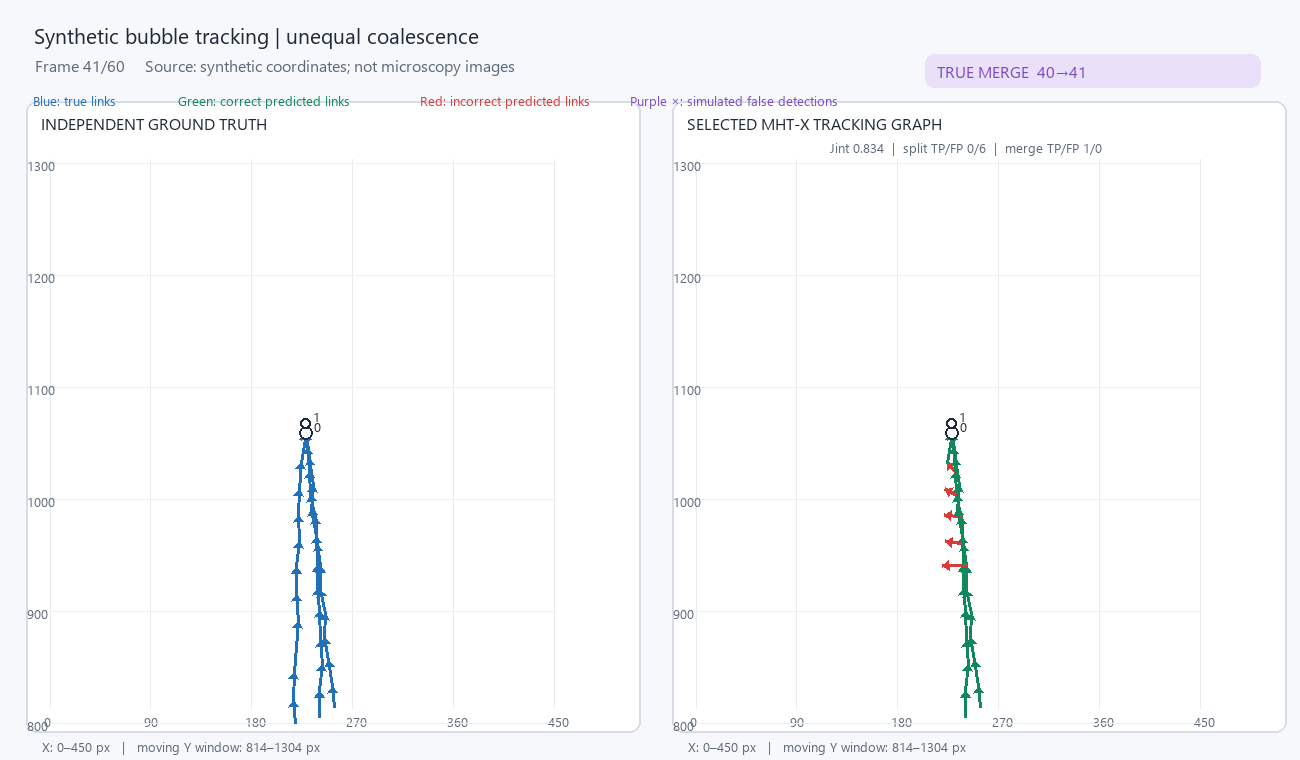 Synthetic bubble tracking | unequal coalescence
Frame 41/60 Source: synthetic coordinates; not microscopy images
TRUE MERGE 40→41
Blue: true links Green: correct predicted links Red: incorrect predicted links Purple ×: simulated false detections
INDEPENDENT GROUND TRUTH
1300
1200
1100
1
0
1000
900
800
0 90 180 270 360 450
X: 0–450 px | moving Y window: 814–1304 px
SELECTED MHT-X TRACKING GRAPH
Jint 0.834 | split TP/FP 0/6 | merge TP/FP 1/0
1300
1200
1100
1
0
1000
900
800
0 90 180 270 360 450
X: 0–450 px | moving Y window: 814–1304 px